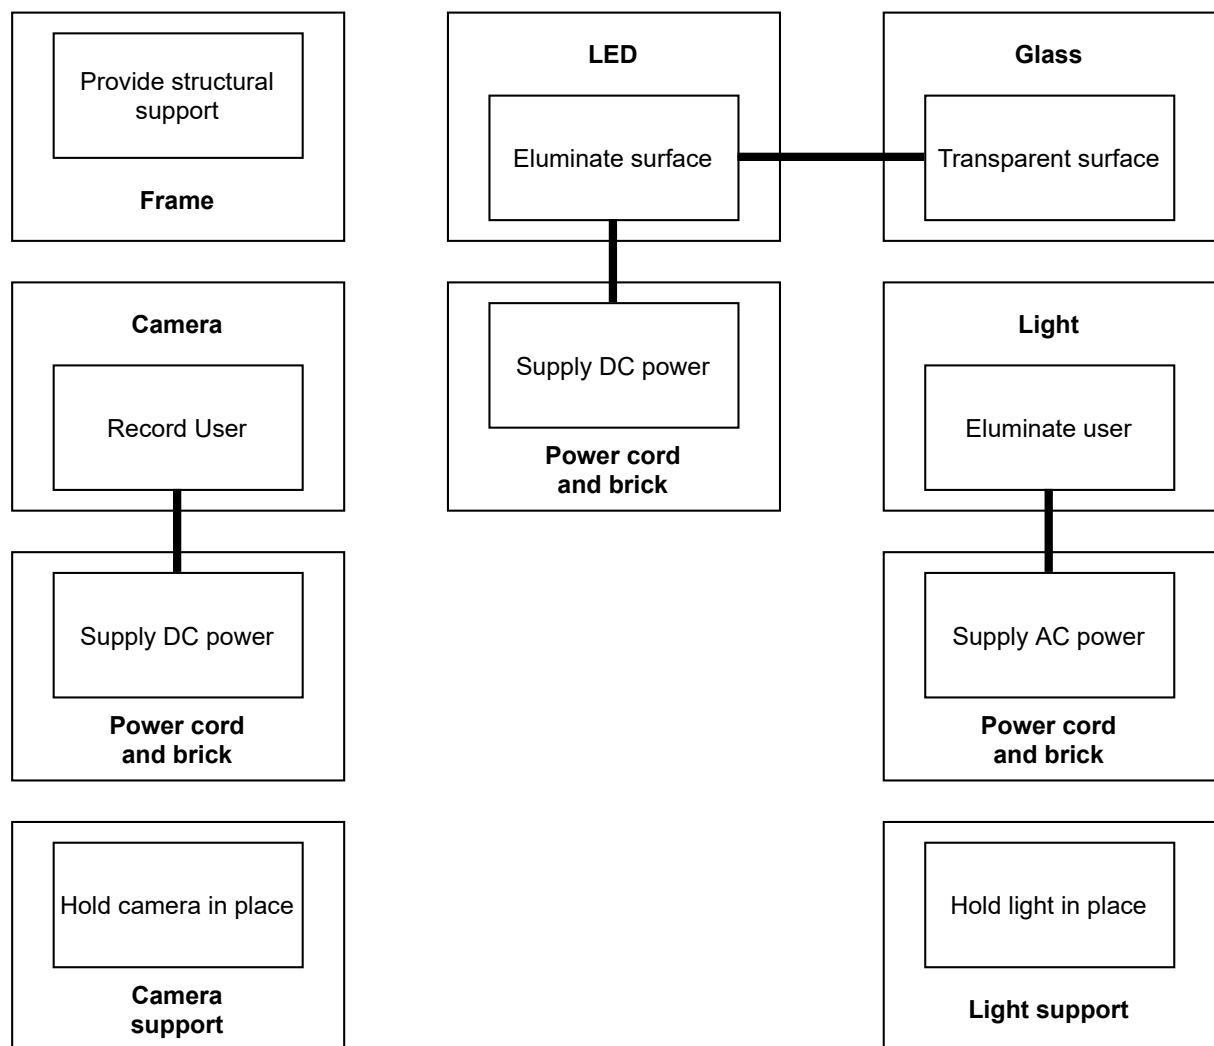 Provide structural
support
Frame
LED
Eluminate surface
Glass
Transparent surface
Camera
Record User
Supply DC power
Power cord
and brick
Light
Eluminate user
Supply DC power
Power cord
and brick
Supply AC power
Power cord
and brick
Hold camera in place
Camera
support
Hold light in place
Light support